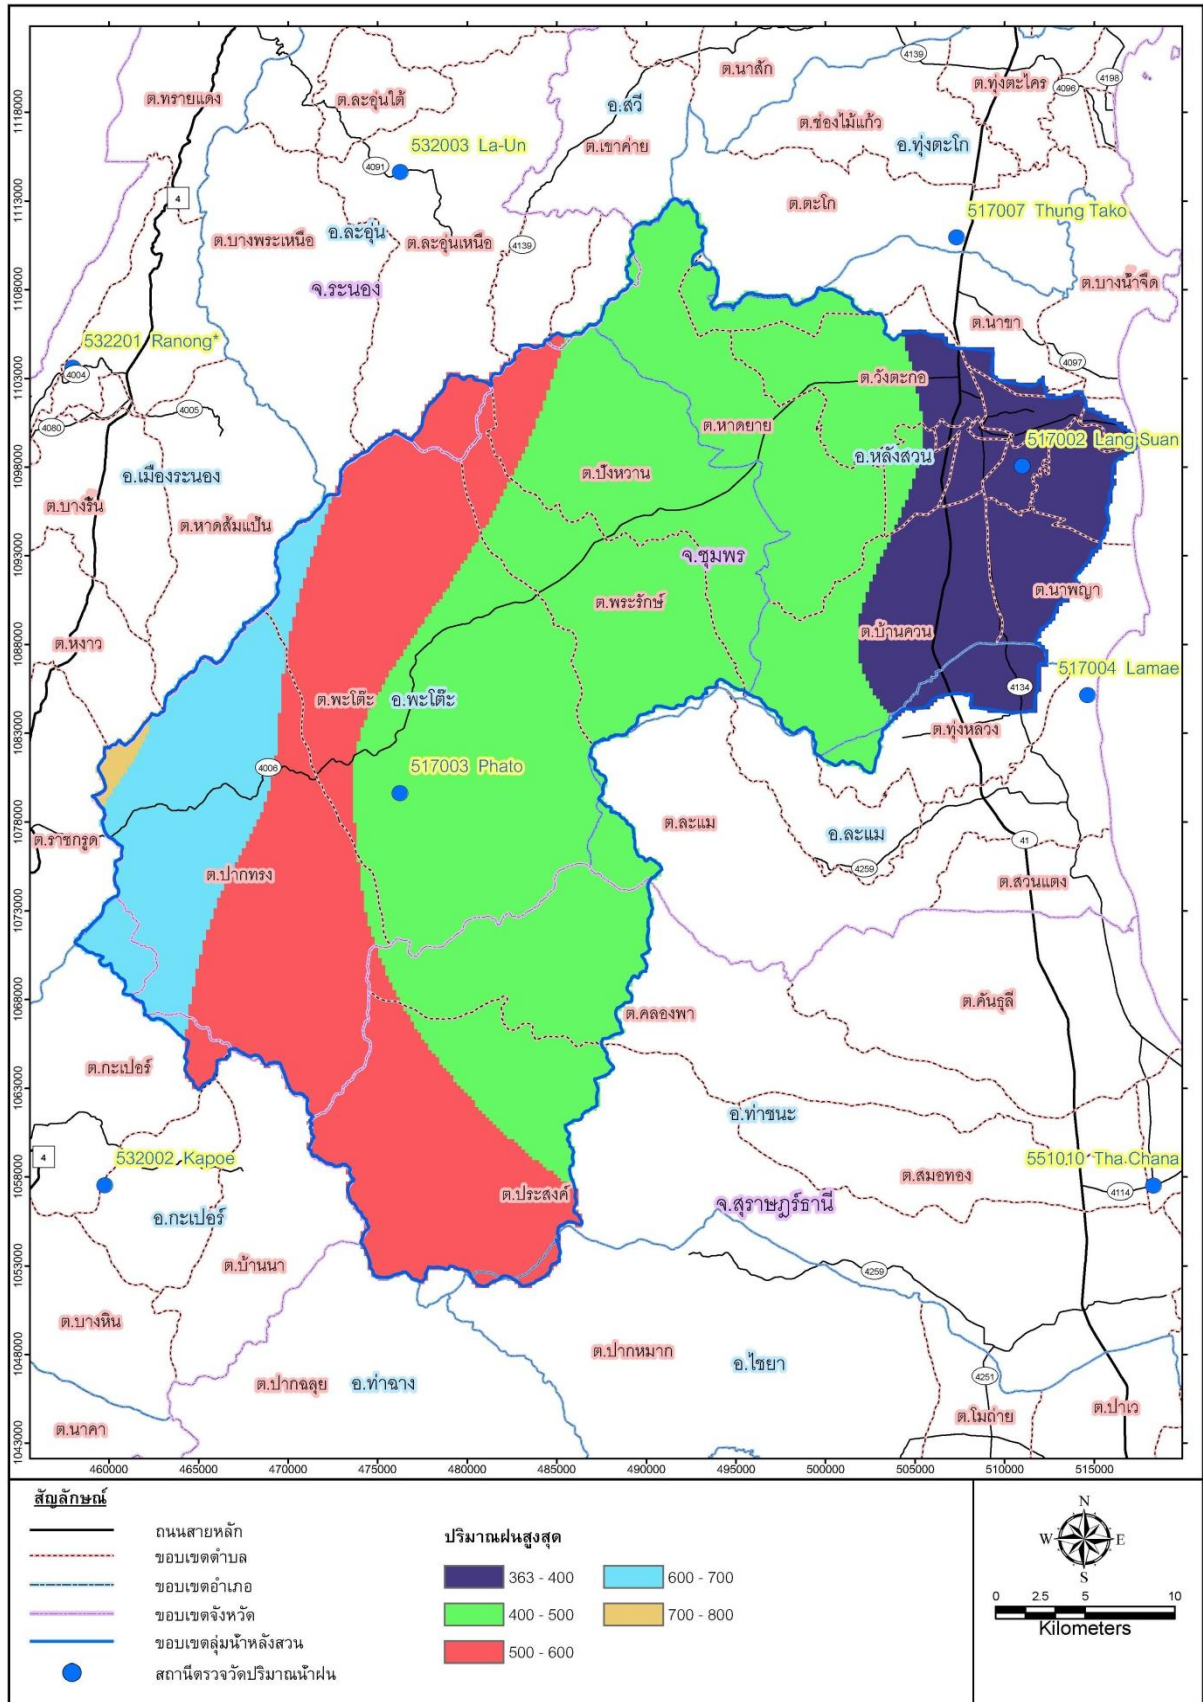 ต.นาสัก
4139
ต.ทุ่งตะไคร
4198
4096
ต.ทรายแดง
ต.ละอุ่นใต้
อ.สวี
ต.ช่องไม้แก้ว
อ.ทุ่งตะโก
532003 La-Un
ต.เขาค่าย
4091
ต.ตะโก
517007 Thung Tako
4
ต.บางพระเหนือ
อ.ละอุ่น
ต.ละอุ่นเหนือ
4139
จ.ระนอง
ต.บางน้ำจืด
ต.นาขา
532201 Ranong*
4004
4097
4005
4080
ต.วังตะกอ
ต.หาดยาย
517002 Lang Suan
อ.หลังสวน
อ.เมืองระนอง
ต.ปังหวาน
ต.บางริ้น
ต.หาดส้มแป้น
จ.ชุมพร
ต.นาพญา
ต.พระรักษ์
ต.บ้านควน
ต.หงาว
517004 Lamae
4134
ต.พะโต๊ะ
อ.พะโต๊ะ
ต.ทุ่งหลวง
4006
517003 Phato
ต.ละแม
อ.ละแม
ต.ราชกรูด
41
4259
ต.ปากทรง
ต.สวนแตง
ต.คันธุลี
ต.คลองพา
ต.กะเปอร์
อ.ท่าชนะ
4
532002 Kapoe
551010 Tha Chana
ต.สมอทอง
4114
ต.ประสงค์
จ.สุราษฎร์ธานี
อ.กะเปอร์
ต.บ้านนา
4259
ต.บางหิน
ต.ปากหมาก
อ.ไชยา
ต.ปากฉลุย
อ.ท่าฉาง
4251
ต.นาคา
ต.โมถ่าย
ต.ปาเว
1118000
1113000
1108000
1103000
1098000
1093000
1088000
1083000
1078000
1073000
1068000
1063000
1058000
1053000
1048000
1043000
460000 465000 470000 475000 480000 485000 490000 495000 500000 505000 510000 515000
สัญลักษณ์
ถนนสายหลัก
ขอบเขตตำบล
ขอบเขตอำเภอ
ขอบเขตจังหวัด
ขอบเขตลุ่มน้ำหลังสวน
สถานีตรวจวัดปริมาณน้ำฝน
ปริมาณฝนสูงสุด
363 - 400
400 - 500
500 - 600
600 - 700
700 - 800
N
W E
S
0 2.5 5 10
Kilometers